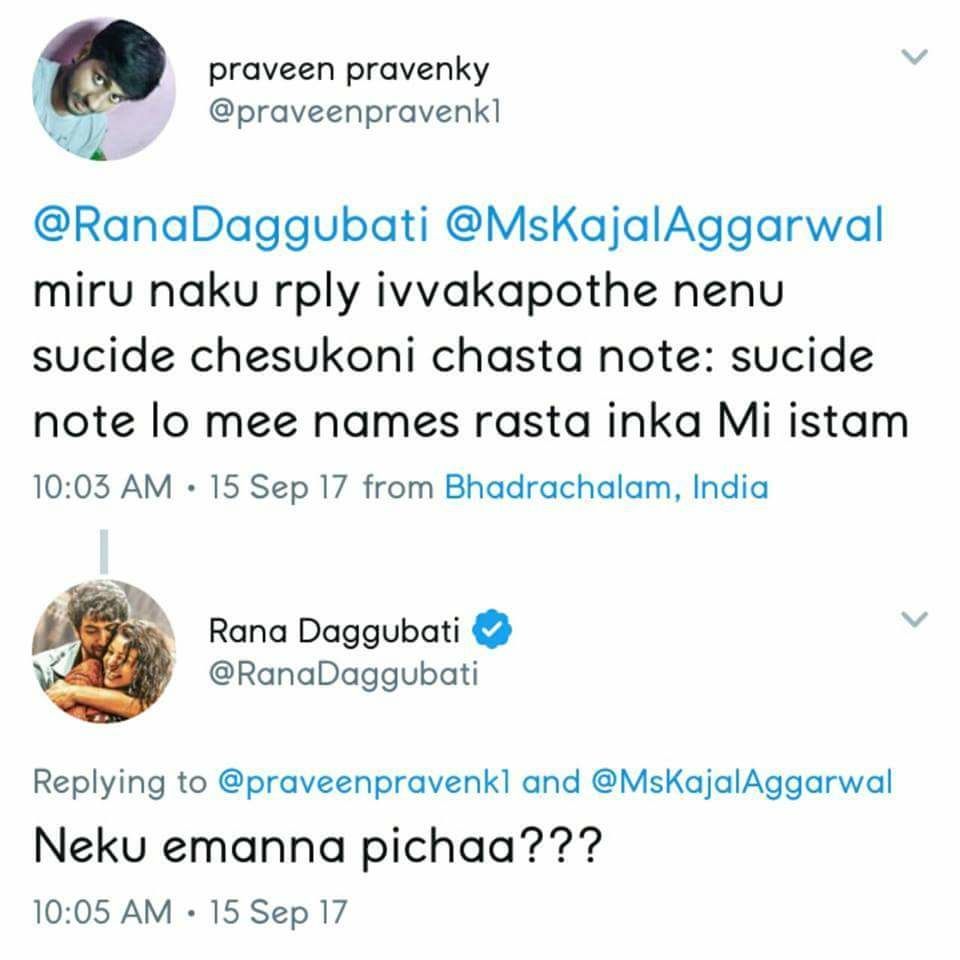 praveen pravenky
@praveenpravenk1
@RanaDaggubati @MsKajalAggarwal
miru naku rply ivvakapothe nenu
sucide chesukoni chasta note: sucide
note lo mee names rasta inka Mi istam
10:03 AM • 15 Sep 17 from Bhadrachalam, India
Rana Daggubati
@RanaDaggubati
Replying to @praveenpravenk1 and @MsKajalAggarwal
Neku emanna pichaa???
10:05 AM • 15 Sep 17